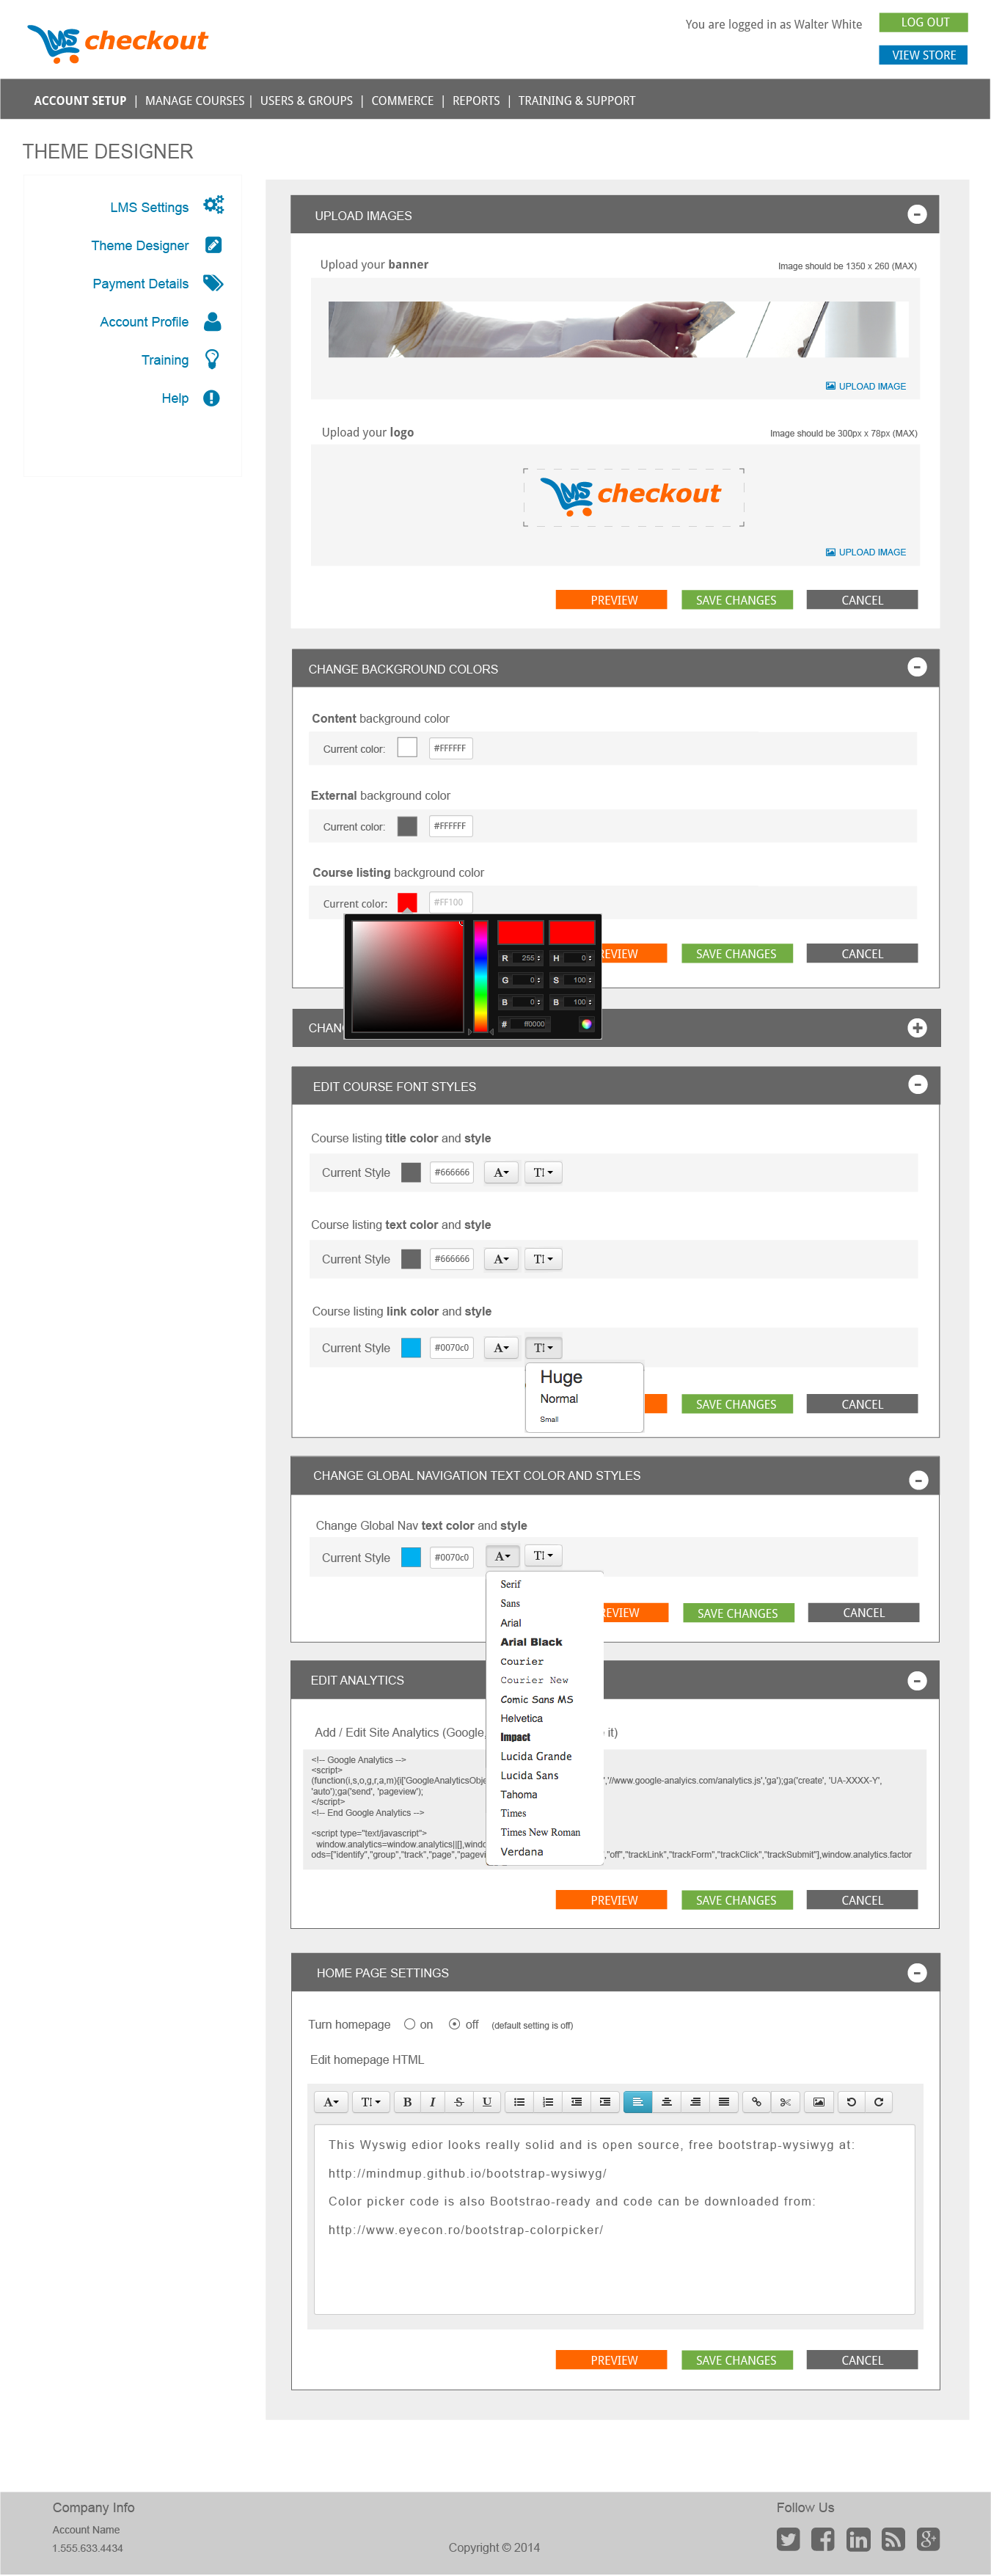 LMS checkout
You are logged in as Walter White
LOG OUT
VIEW STORE
ACCOUNT SETUP | MANAGE COURSES | USERS & GROUPS | COMMERCE | REPORTS | TRAINING & SUPPORT
THEME DESIGNER
LMS Settings
Theme Designer
Payment Details
Account Profile
Training
Help
UPLOAD IMAGES
Upload your banner
Image should be 1350 x 260 (MAX)
UPLOAD IMAGE
Upload your logo
Image should be 300px x 78px (MAX)
LMS checkout
UPLOAD IMAGE
PREVIEW SAVE CHANGES CANCEL
CHANGE BACKGROUND COLORS
Content background color
Current color: #FFFFFF
External background color
Current color: #FFFFFF
Course listing background color
Current color: #FF100
R 255 H 0
G 0 S 100
B 0 B 100
# ff0000
REVIEW SAVE CHANGES CANCEL
CHAN
EDIT COURSE FONT STYLES
Course listing title color and style
Current Style #666666 A T!
Course listing text color and style
Current Style #666666 A T!
Course listing link color and style
Current Style #0070c0 A T!
Huge
Normal
Small
SAVE CHANGES CANCEL
CHANGE GLOBAL NAVIGATION TEXT COLOR AND STYLES
Change Global Nav text color and style
Current Style #0070c0 A T!
Serif
Sans
Arial
Arial Black
Courier
Courier New
Comic Sans MS
Helvetica
Impact
Lucida Grande
Lucida Sans
Tahoma
Times
Times New Roman
Verdana
REVIEW SAVE CHANGES CANCEL
EDIT ANALYTICS
Add / Edit Site Analytics (Google, it)
<!-- Google Analytics -->
<script>
(function(i,s,o,g,r,a,m){i['GoogleAnalyticsObje ,'//www.google-analyics.com/analytics.js','ga');ga('create', 'UA-XXXX-Y',
'auto');ga('send', 'pageview');
</script>
<!-- End Google Analytics -->
<script type="text/javascript">
window.analytics=window.analytics||[],windo
ods=["identify","group","track","page","pagevi ,"off","trackLink","trackForm","trackClick","trackSubmit"],window.analytics.factor
PREVIEW SAVE CHANGES CANCEL
HOME PAGE SETTINGS
Turn homepage on off (default setting is off)
Edit homepage HTML
A T! B I S U
This Wyswig edior looks really solid and is open source, free bootstrap-wysiwyg at:
http://mindmup.github.io/bootstrap-wysiwyg/
Color picker code is also Bootstrao-ready and code can be downloaded from:
http://www.eyecon.ro/bootstrap-colorpicker/
PREVIEW SAVE CHANGES CANCEL
Company Info
Account Name
1.555.633.4434
Copyright © 2014
Follow Us